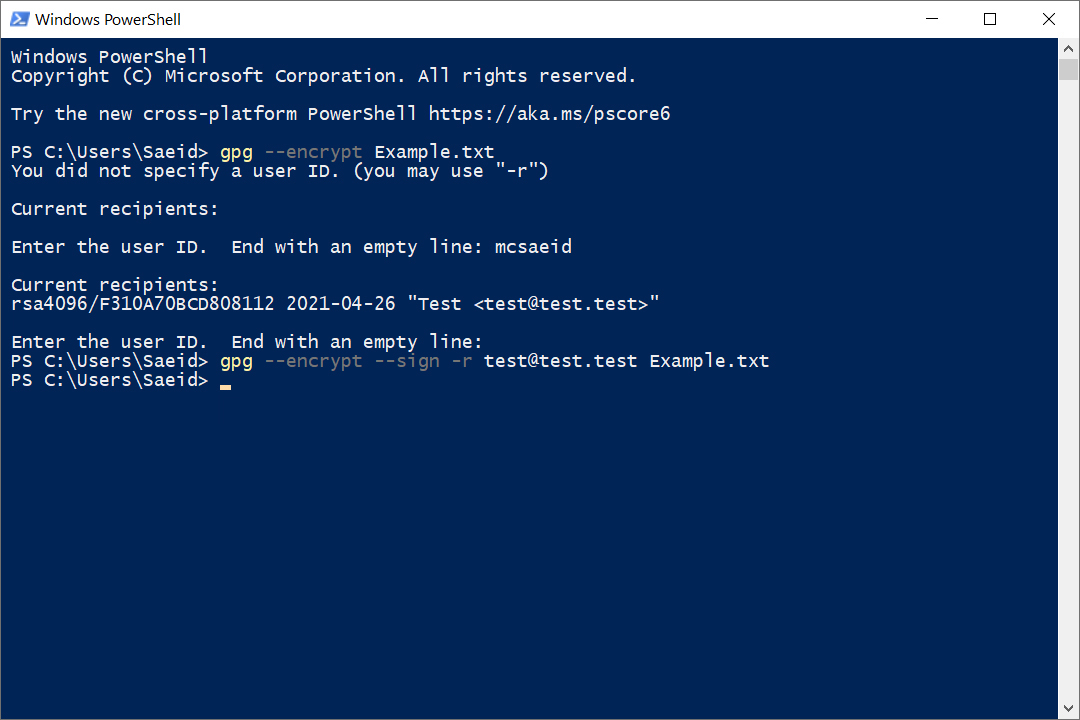 Windows PowerShell
Windows PowerShell
Copyright (C) Microsoft Corporation. All rights reserved.
Try the new cross-platform PowerShell https://aka.ms/pscore6
PS C:\Users\Saeid> gpg --encrypt Example.txt
You did not specify a user ID. (you may use "-r")
Current recipients:
Enter the user ID.  End with an empty line: mcsaeid
Current recipients:
rsa4096/F310A70BCD808112 2021-04-26 "Test <test@test.test>"
Enter the user ID.  End with an empty line:
PS C:\Users\Saeid> gpg --encrypt --sign -r test@test.test Example.txt
PS C:\Users\Saeid>